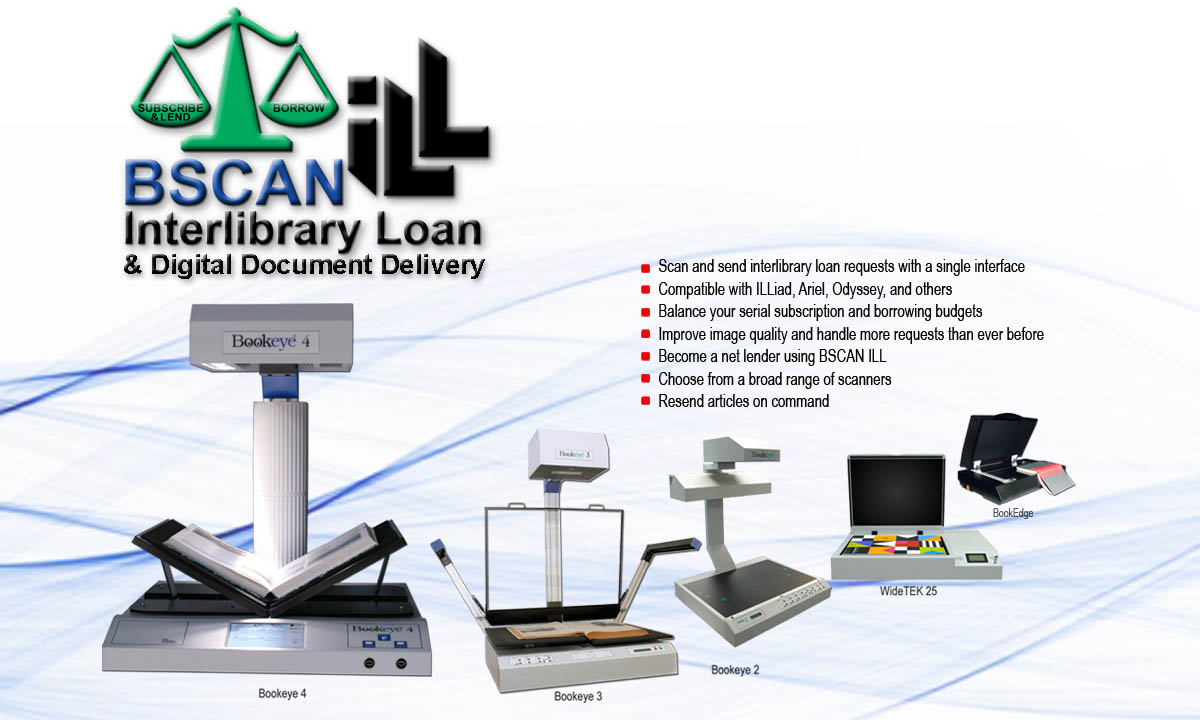 SUBSCRIBE
& LEND
BORROW
ILL
BSCAN
Interlibrary Loan
& Digital Document Delivery
Scan and send interlibrary loan requests with a single interface
Compatible with ILLiad, Ariel, Odyssey, and others
Balance your serial subscription and borrowing budgets
Improve image quality and handle more requests than ever before
Become a net lender using BSCAN ILL
Choose from a broad range of scanners
Resend articles on command
Bookeye 4
Bookeye 4
Bookeye 4
Bookeye 3
Bookeye 3
Bookeye
Bookeye 2
WideTEK 25
BookEdge